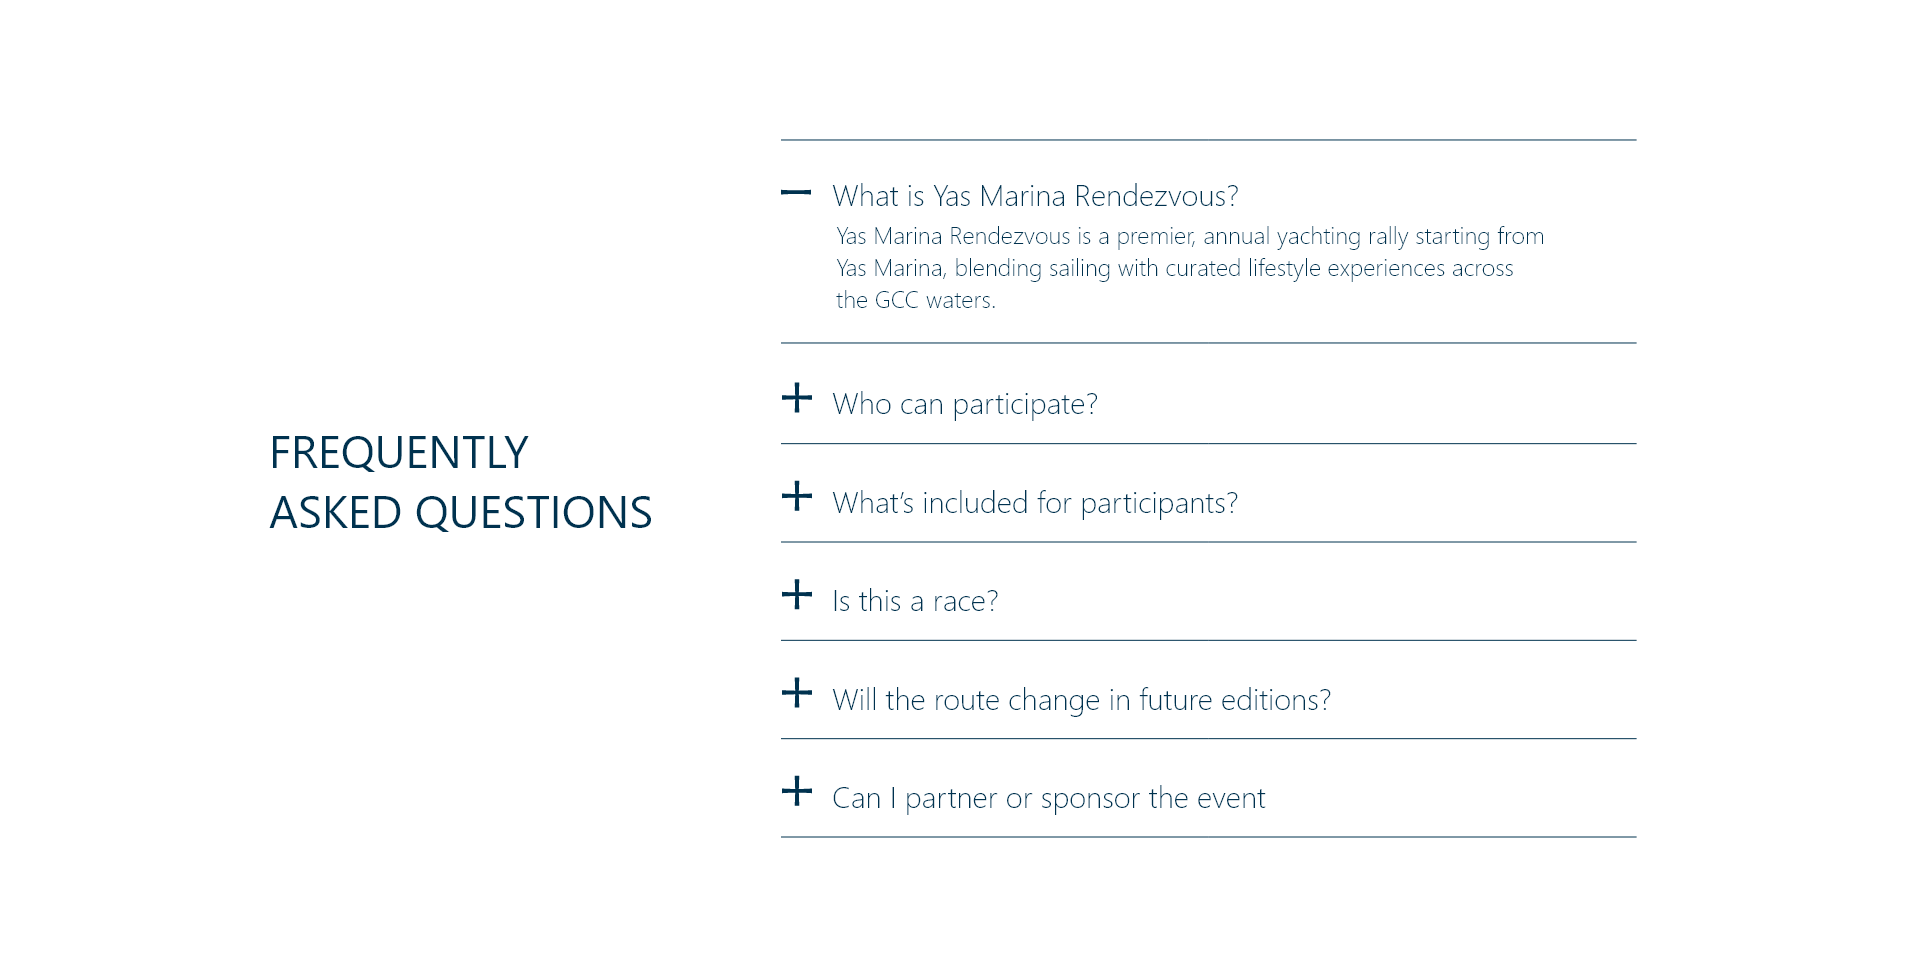 FREQUENTLY
ASKED QUESTIONS
What is Yas Marina Rendezvous?
Yas Marina Rendezvous is a premier, annual yachting rally starting from
Yas Marina, blending sailing with curated lifestyle experiences across
the GCC waters.
Who can participate?
What’s included for participants?
Is this a race?
Will the route change in future editions?
Can I partner or sponsor the event